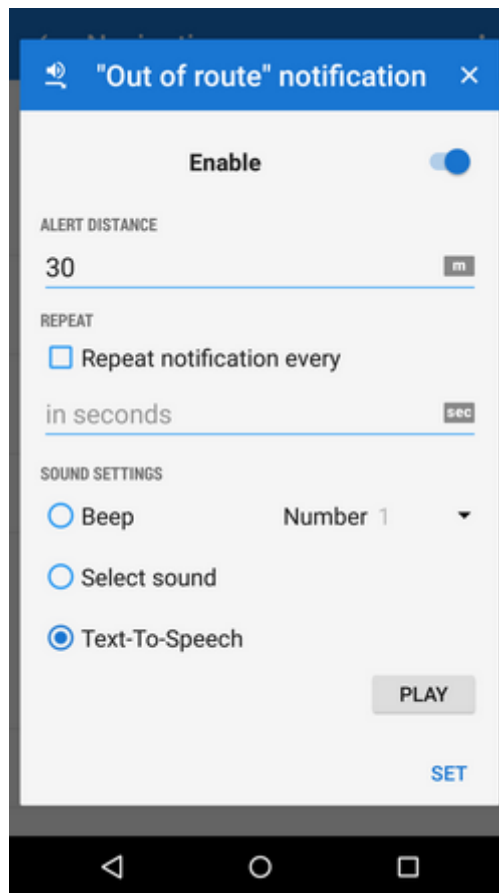 "Out of route" notification
Enable
ALERT DISTANCE
30 m
REPEAT
Repeat notification every
in seconds sec
SOUND SETTINGS
Beep Number 1
Select sound
Text-To-Speech
PLAY
SET